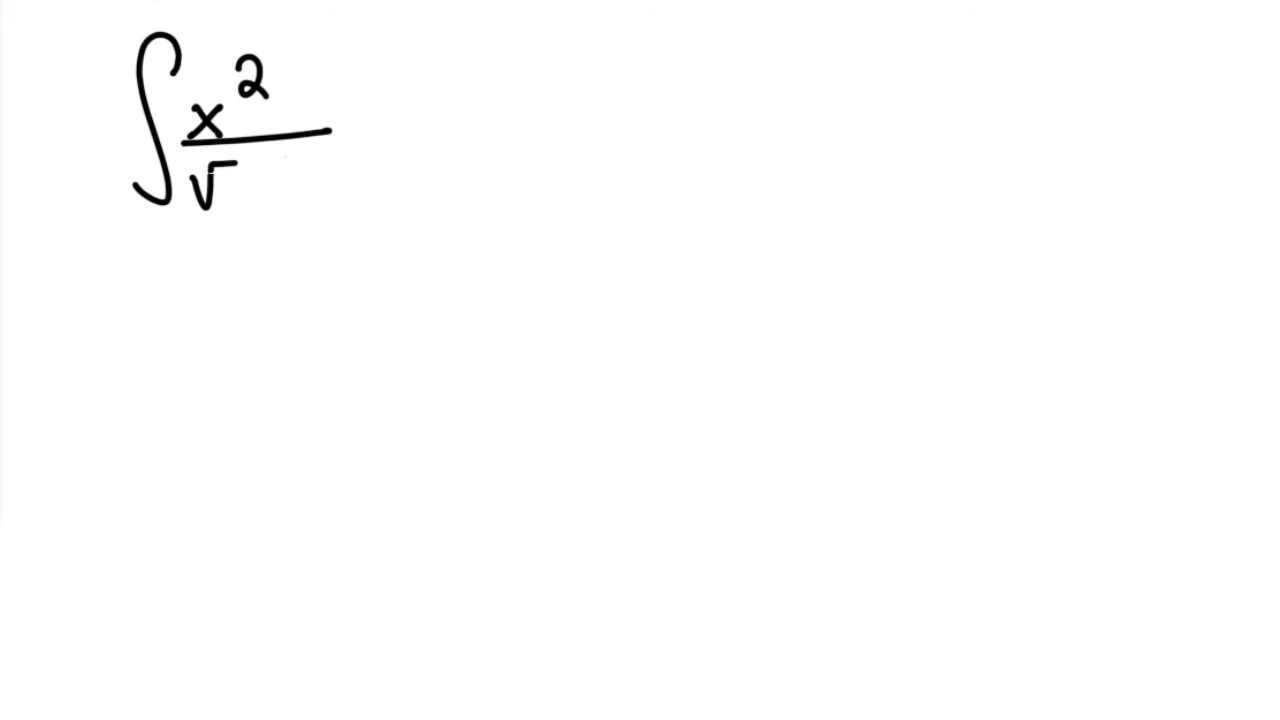 ∫ x² / √